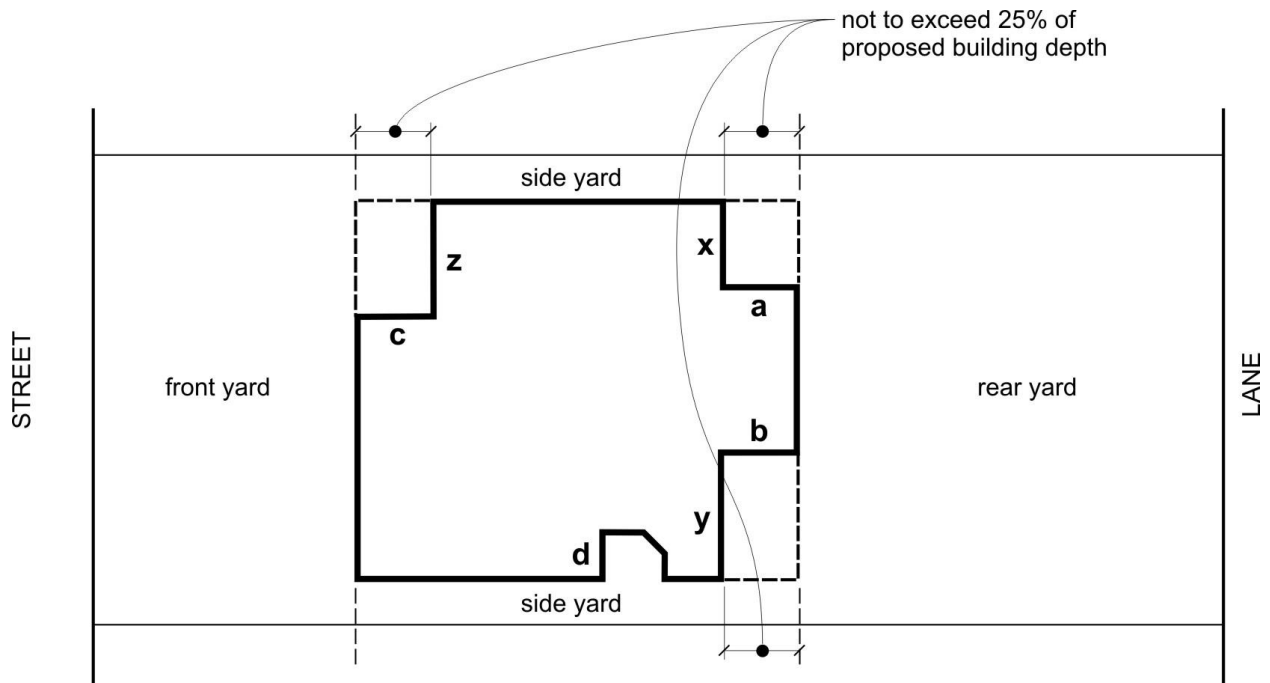 not to exceed 25% of
proposed building depth
side yard
z
x
a
c
STREET
front yard
rear yard
LANE
b
y
d
side yard